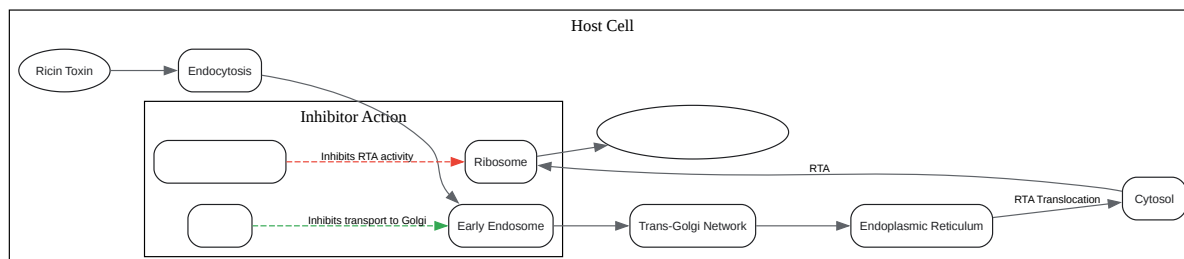 Host Cell
Ricin Toxin
Endocytosis
Inhibitor Action
Inhibits RTA activity
Ribosome
RTA
Inhibits transport to Golgi
Early Endosome
Trans-Golgi Network
Endoplasmic Reticulum
RTA Translocation
Cytosol